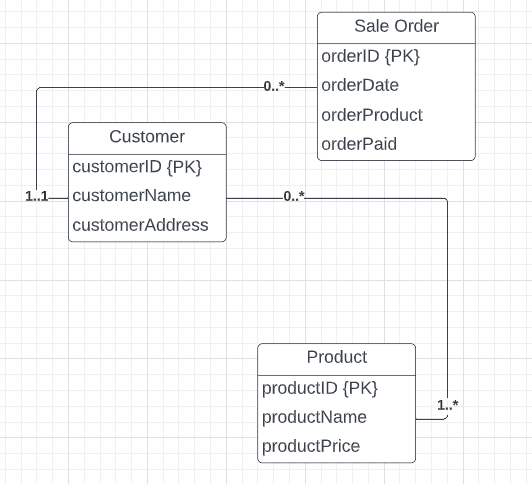 Sale Order
orderID {PK}
orderDate
orderProduct
orderPaid
0..*
Customer
customerID {PK}
customerName
customerAddress
1..1
0..*
Product
productID {PK}
productName
productPrice
1..*